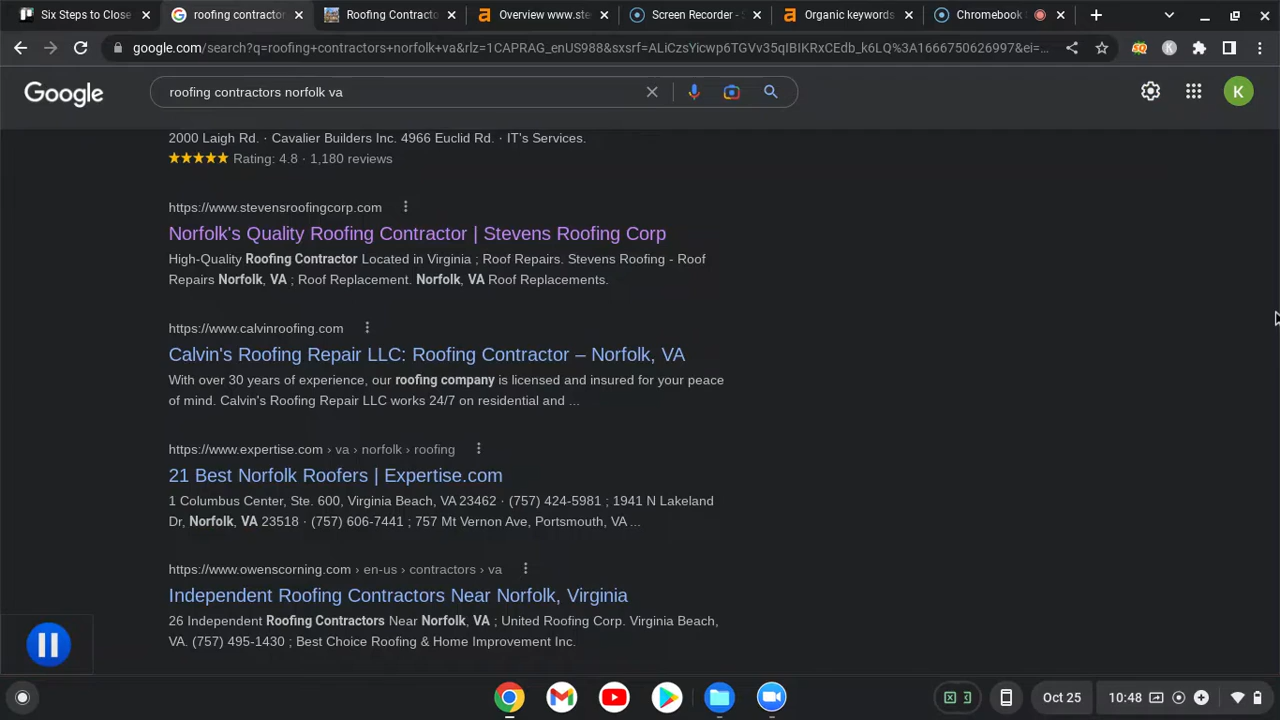 Six Steps to Close
roofing contractor
Roofing Contracto
Overview www.ste
Screen Recorder - S
Organic keywords
Chromebook
google.com/search?q=roofing+contractors+norfolk+va&rlz=1CAPRAG_enUS988&sxsrf=ALiCzsYicwp6TGVv35qIBIKRxCEdb_k6LQ%3A1666750626997&ei=...
Google
roofing contractors norfolk va
K
2000 Laigh Rd. · Cavalier Builders Inc. 4966 Euclid Rd. · IT's Services.
Rating: 4.8 · 1,180 reviews
https://www.stevensroofingcorp.com
Norfolk's Quality Roofing Contractor | Stevens Roofing Corp
High-Quality Roofing Contractor Located in Virginia ; Roof Repairs. Stevens Roofing - Roof
Repairs Norfolk, VA ; Roof Replacement. Norfolk, VA Roof Replacements.
https://www.calvinroofing.com
Calvin's Roofing Repair LLC: Roofing Contractor – Norfolk, VA
With over 30 years of experience, our roofing company is licensed and insured for your peace
of mind. Calvin's Roofing Repair LLC works 24/7 on residential and ...
https://www.expertise.com › va › norfolk › roofing
21 Best Norfolk Roofers | Expertise.com
1 Columbus Center, Ste. 600, Virginia Beach, VA 23462 · (757) 424-5981 ; 1941 N Lakeland
Dr, Norfolk, VA 23518 · (757) 606-7441 ; 757 Mt Vernon Ave, Portsmouth, VA ...
https://www.owenscorning.com › en-us › contractors › va
Independent Roofing Contractors Near Norfolk, Virginia
26 Independent Roofing Contractors Near Norfolk, VA ; United Roofing Corp. Virginia Beach,
VA. (757) 495-1430 ; Best Choice Roofing & Home Improvement Inc.
Oct 25
10:48